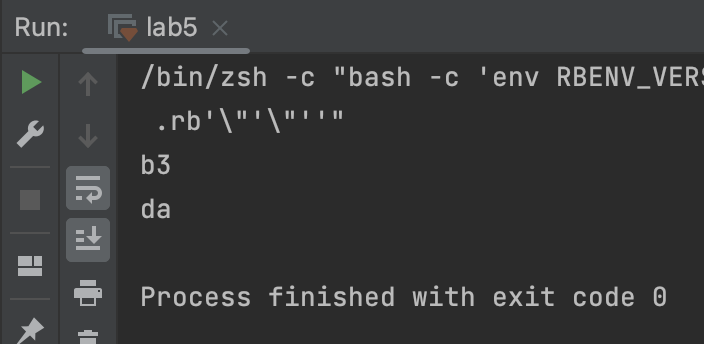 Run: lab5
/bin/zsh -c "bash -c 'env RBENV_VERS
.rb'\"'\"''"
b3
da
Process finished with exit code 0